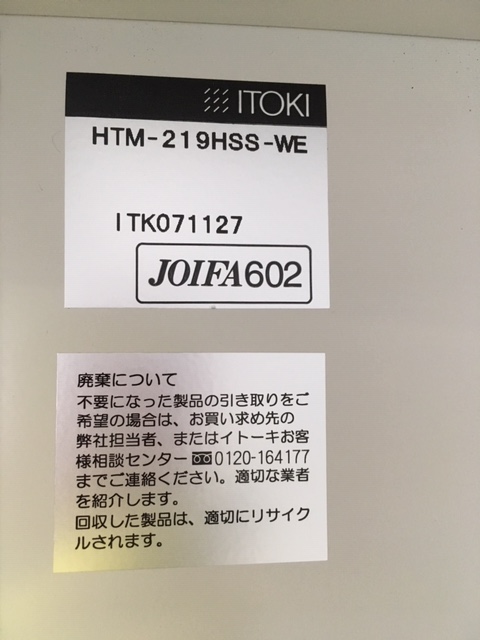 ITOKI
HTM-219HSS-WE
ITK071127
JOIFA602
廃棄について
不要になった製品の引き取りをご
希望の場合は、お買い求め先の
弊社担当者、またはイトーキお客
様相談センター 0120-164177
までご連絡ください。適切な業者
を紹介します。
回収した製品は、適切にリサイク
ルされます。